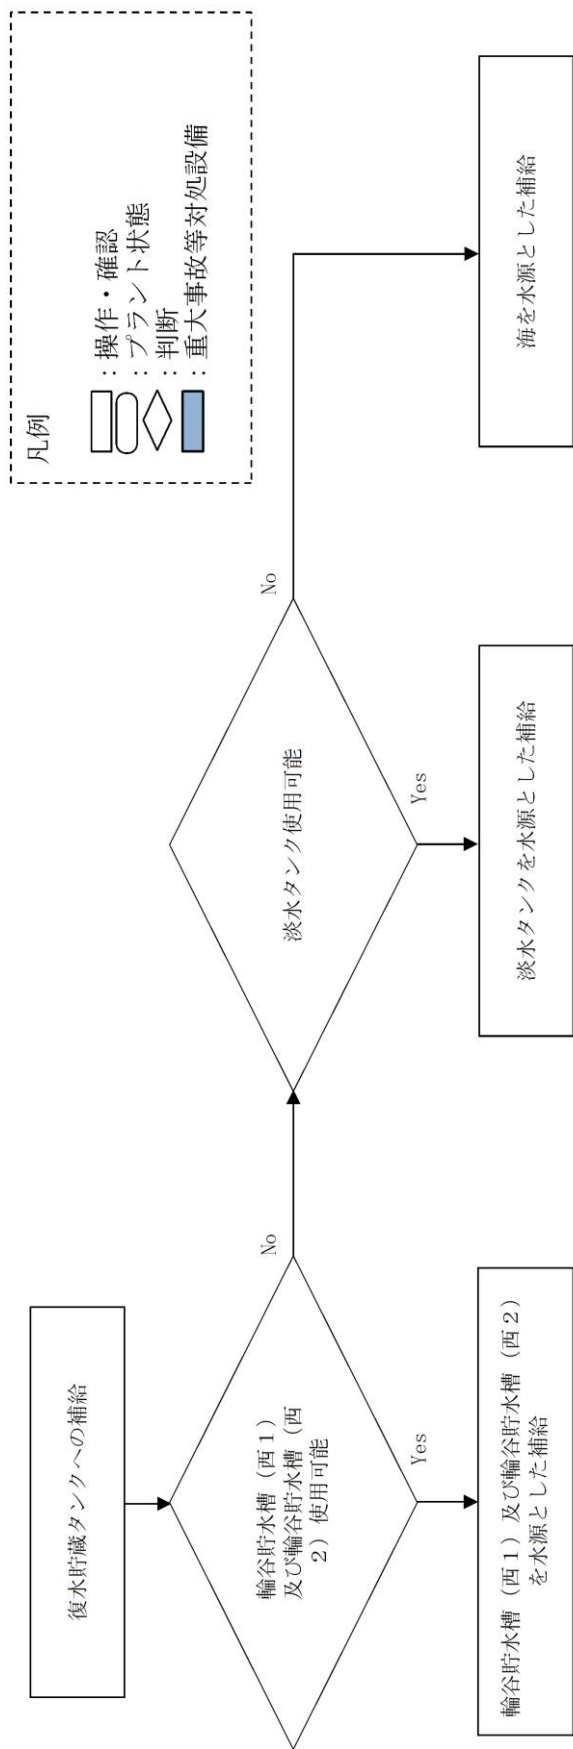 凡例
：操作・確認
：プラント状態
：判断
：重大事故等対処設備
復水貯蔵タンクへの補給
輪谷貯水槽（西１）
及び輪谷貯水槽（西
２）使用可能
No
Yes
輪谷貯水槽（西１）及び輪谷貯水槽（西２）
を水源とした補給
淡水タンク使用可能
No
Yes
淡水タンクを水源とした補給
海を水源とした補給